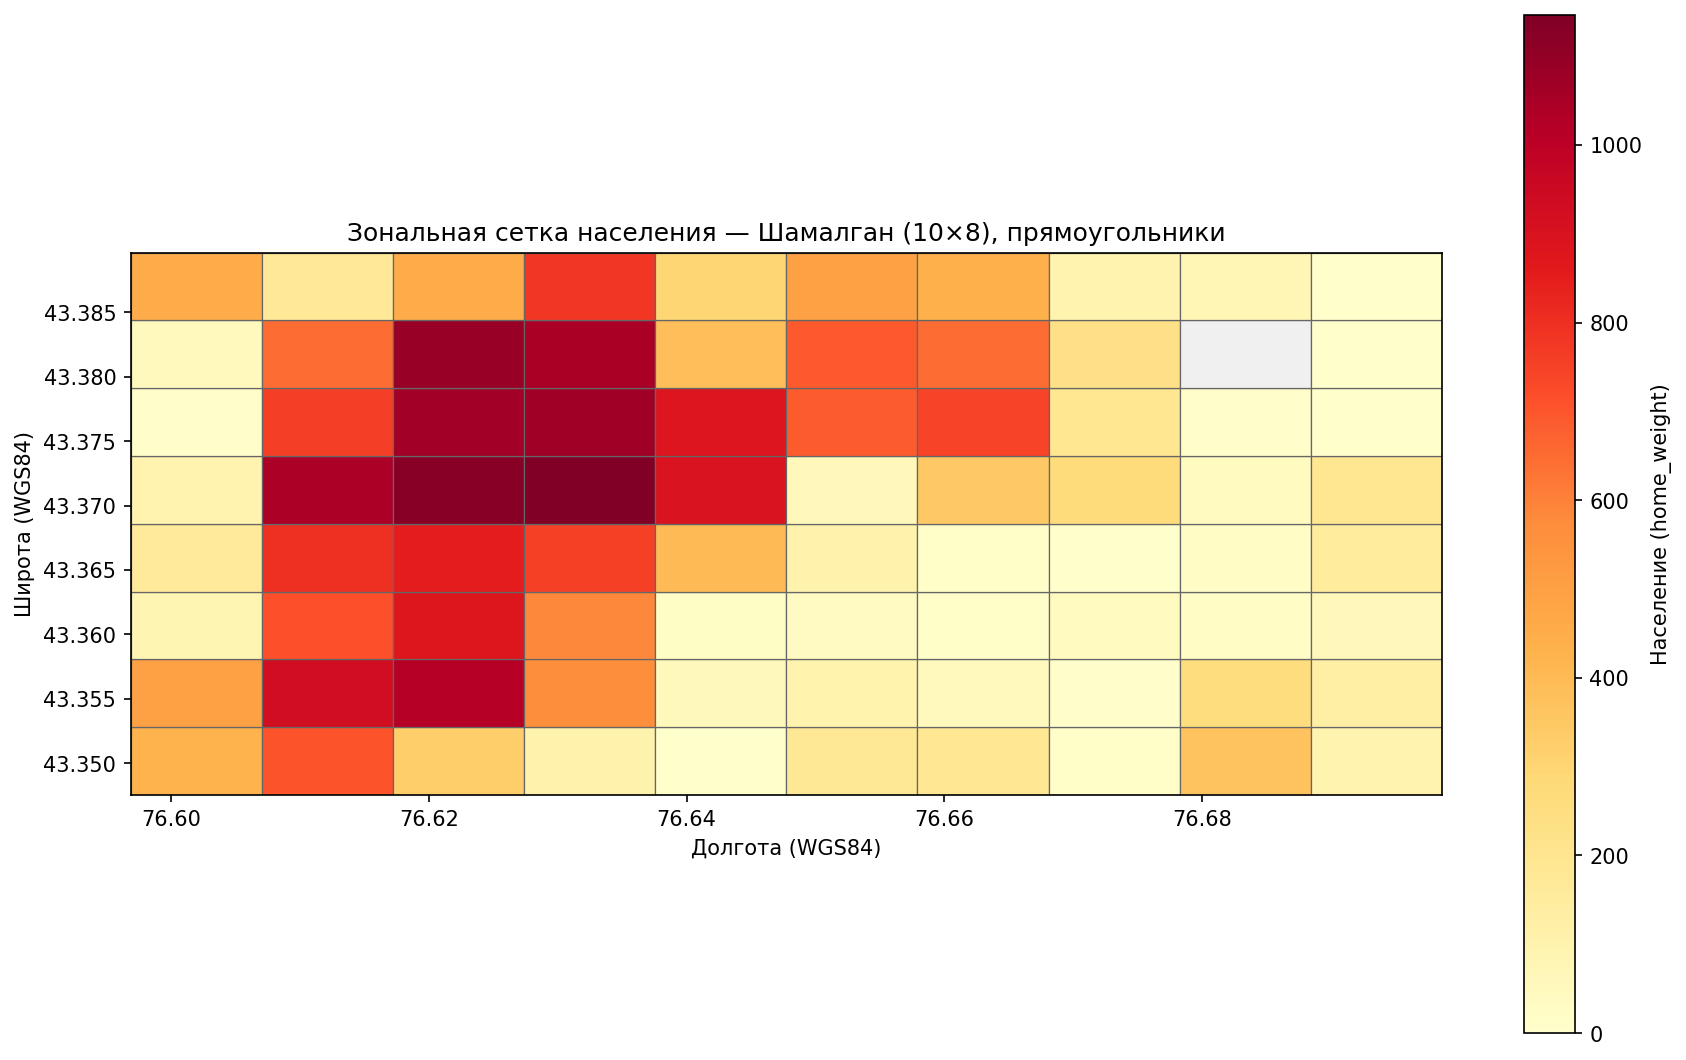 Зональная сетка населения — Шамалган (10×8), прямоугольники
43.385
43.380
43.375
43.370
43.365
43.360
43.355
43.350
Широта (WGS84)
76.60 76.62 76.64 76.66 76.68
Долгота (WGS84)
1000
800
600
400
200
0
Население (home_weight)